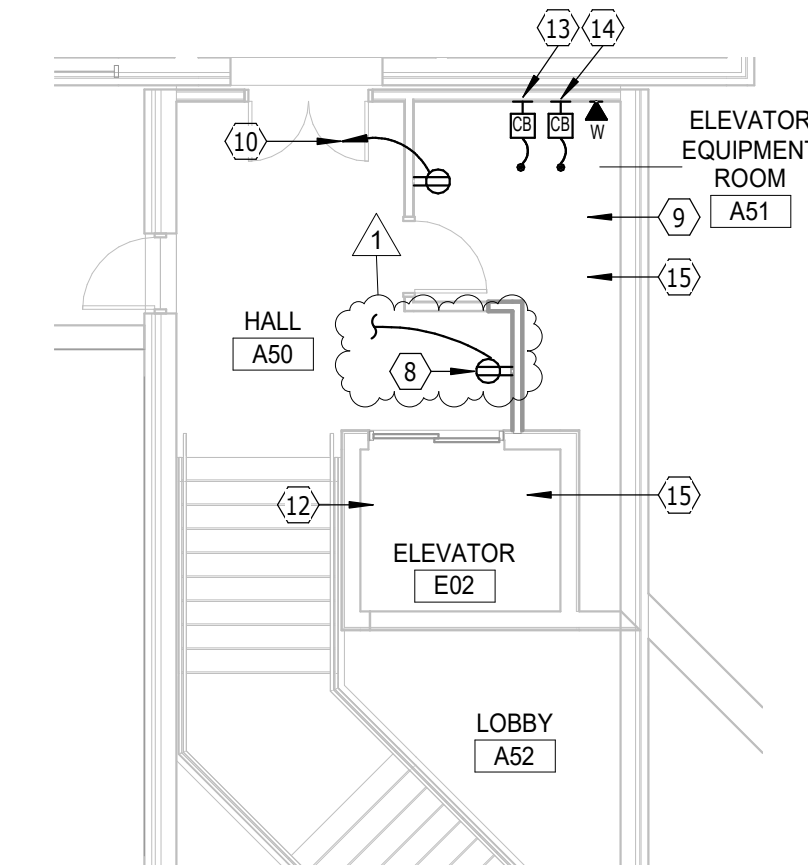 13 14
CB CB
W
ELEVATOR
EQUIPMENT
ROOM
A51
10
9
1
15
HALL
A50
8
12
15
ELEVATOR
E02
LOBBY
A52